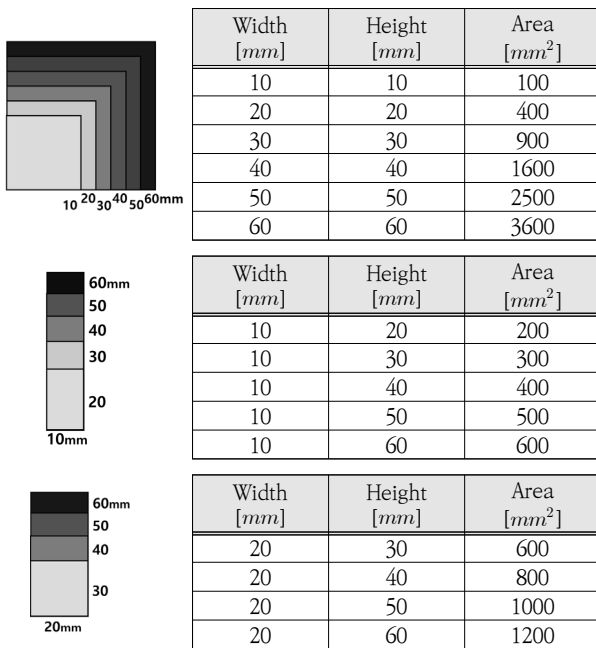 10 20 30 40 50 60mm
Width [mm] Height [mm] Area [mm²]
10 10 100
20 20 400
30 30 900
40 40 1600
50 50 2500
60 60 3600
60mm
50
40
30
20
10mm
Width [mm] Height [mm] Area [mm²]
10 20 200
10 30 300
10 40 400
10 50 500
10 60 600
60mm
50
40
30
20mm
Width [mm] Height [mm] Area [mm²]
20 30 600
20 40 800
20 50 1000
20 60 1200